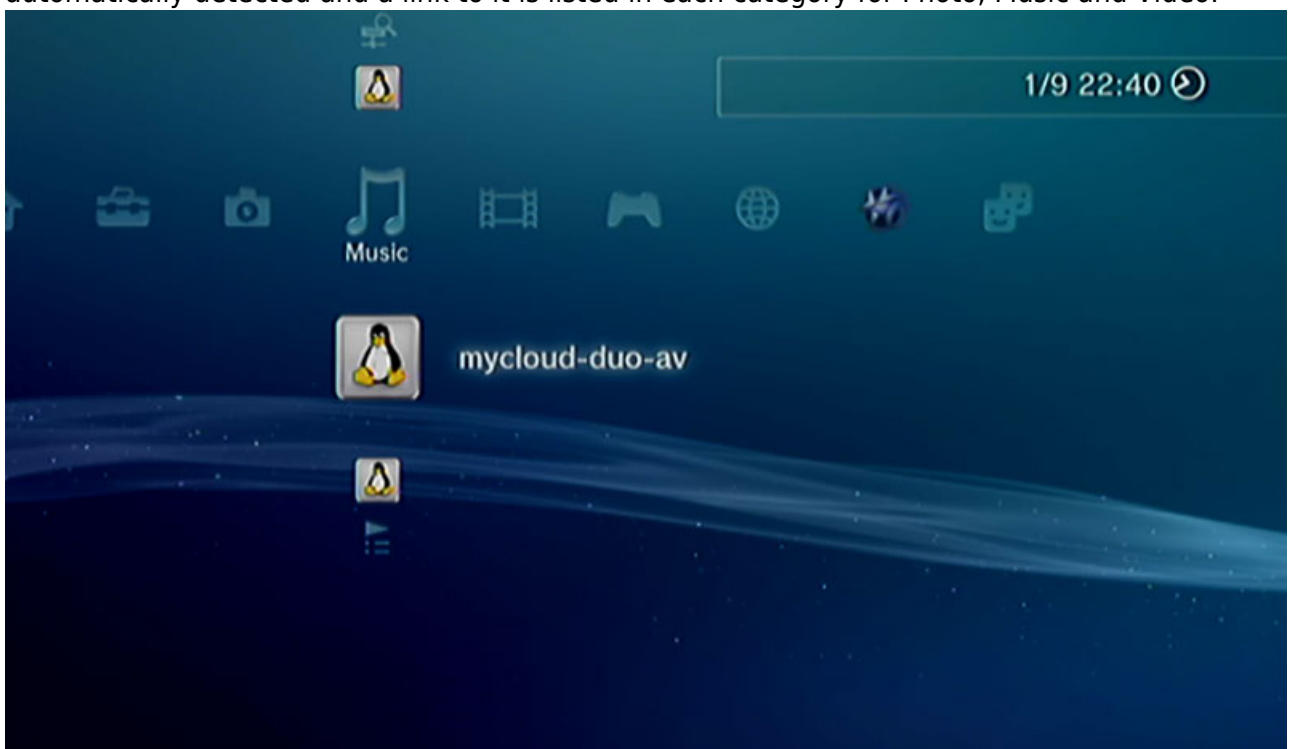 automatically detected and a link to it is listed in each category for Photo, Music and Video.
1/9 22:40
Music
mycloud-duo-av